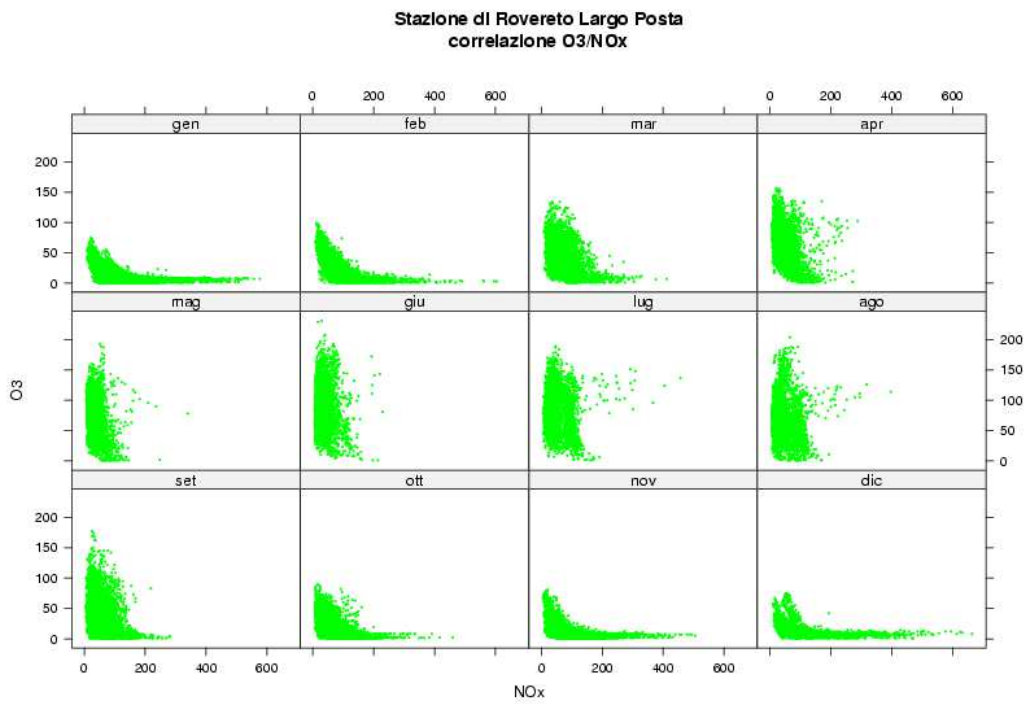 Stazione di Rovereto Largo Posta
correlazione O3/NOx
0 200 400 600 0 200 400 600
gen feb mar apr
200
150
100
50
0
mag giu lug ago
200
150
100
50
0
O3
set ott nov dic
200
150
100
50
0
0 200 400 600 0 200 400 600
NOx